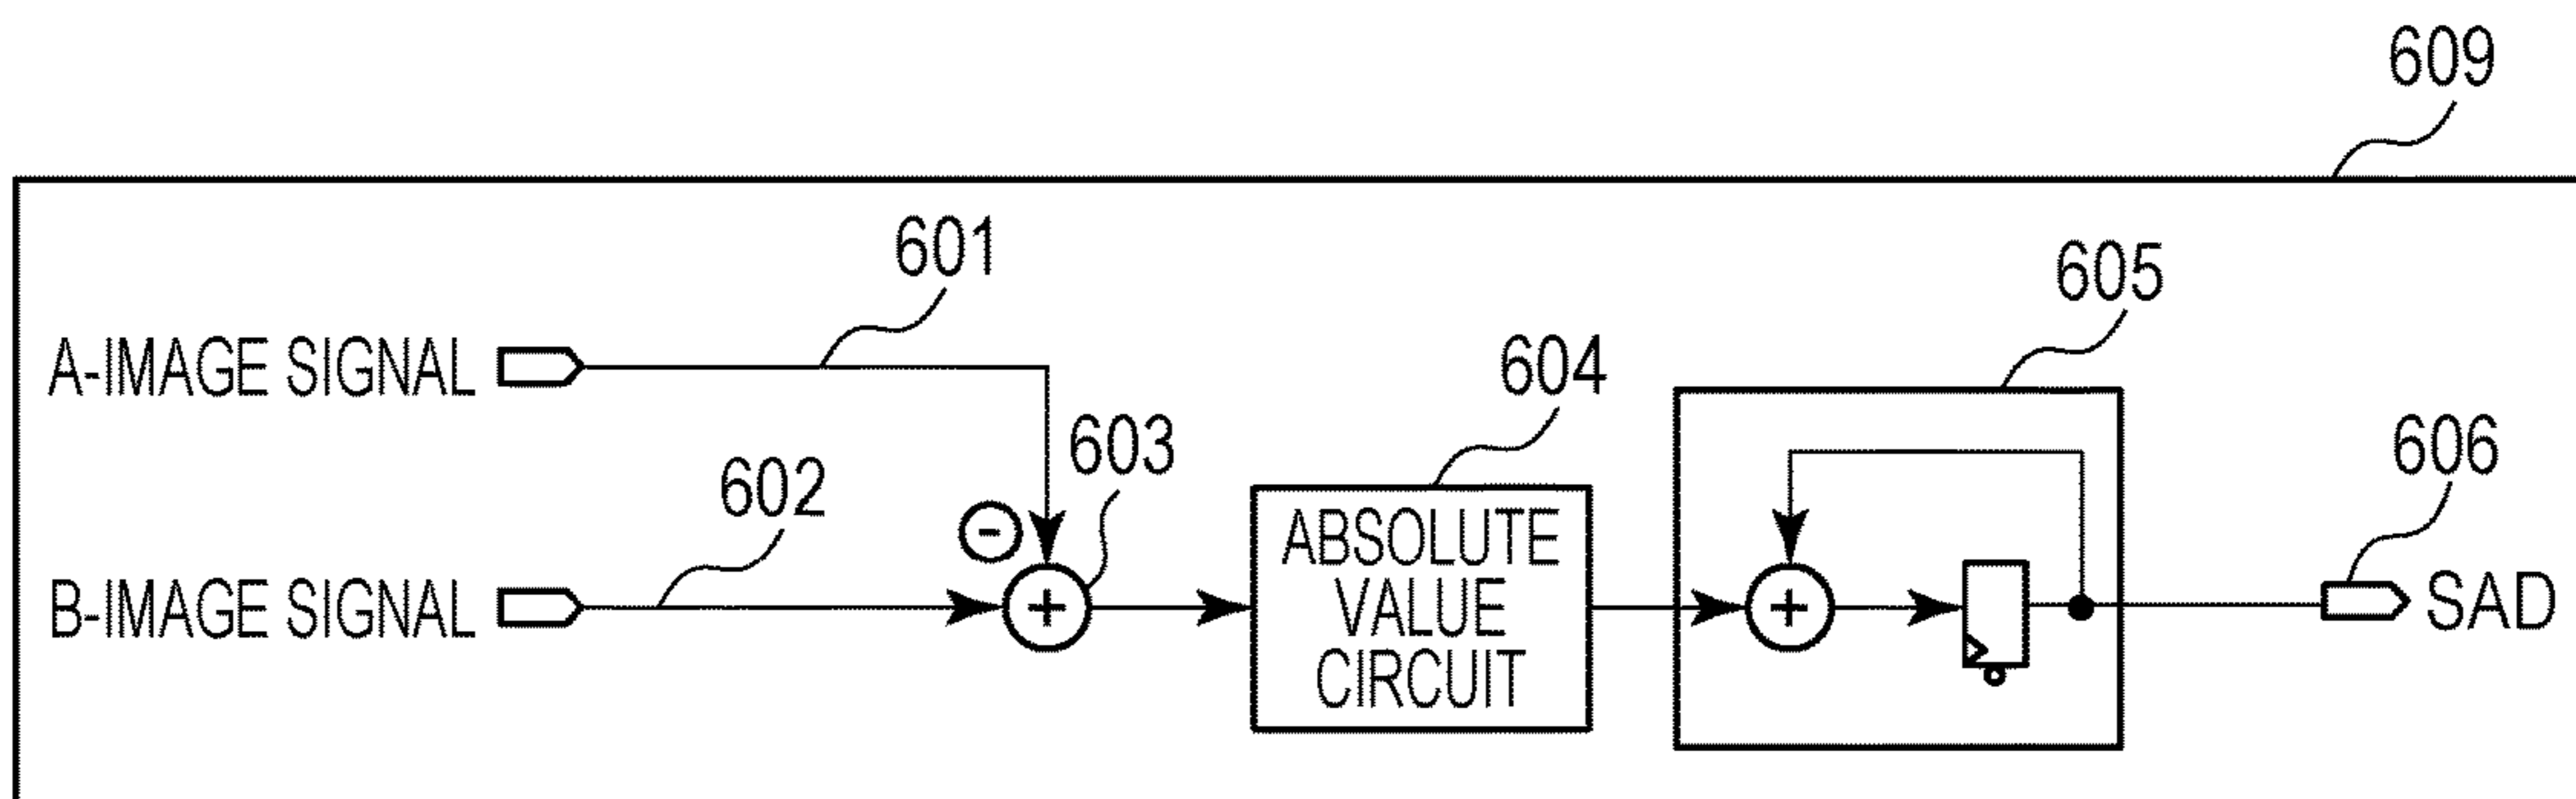 609
601
A-IMAGE SIGNAL
605
604
603
606
602
-
ABSOLUTE
VALUE
CIRCUIT
B-IMAGE SIGNAL
+
+
SAD